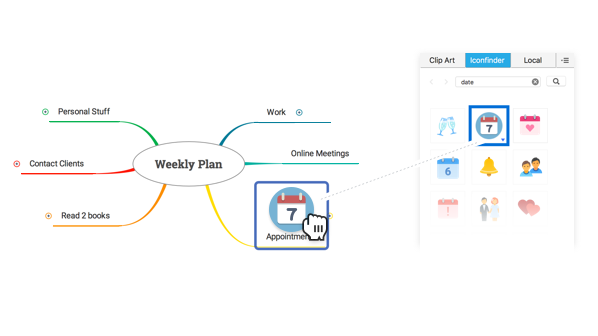 Clip Art
Iconfinder
Local
date
Personal Stuff
Work
7
Online Meetings
Weekly Plan
Contact Clients
6
7
Read 2 books